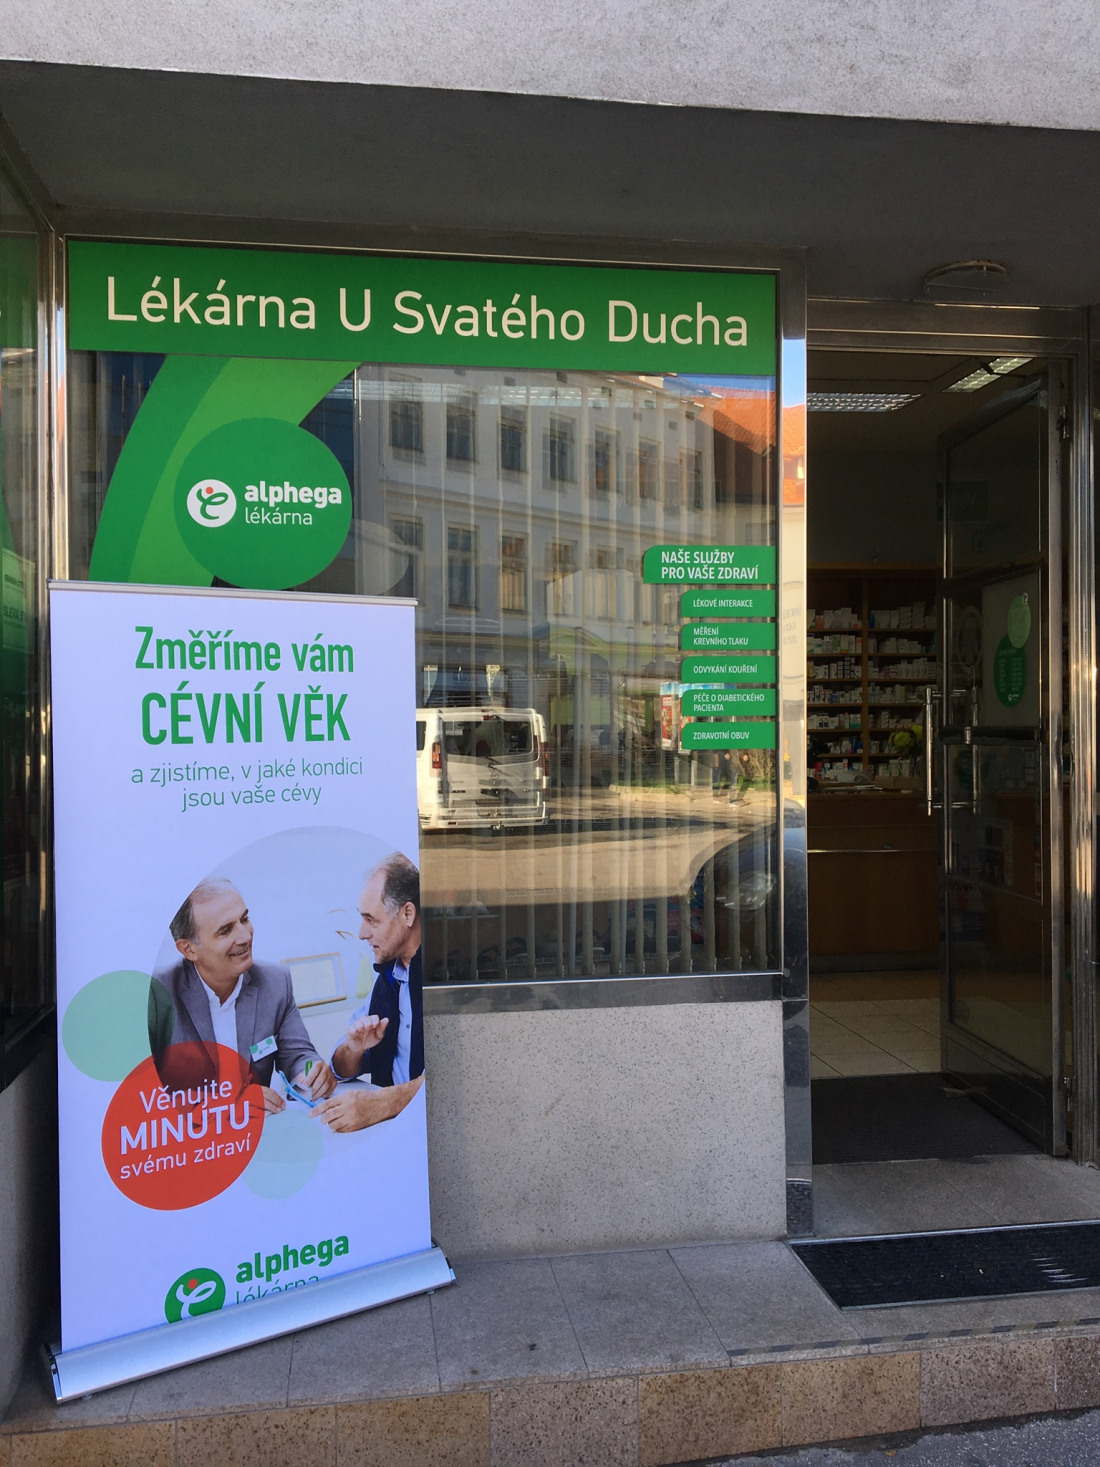 Lékárna U Svatého Ducha
alphega
lékárna
NAŠE SLUŽBY
PRO VAŠE ZDRAVÍ
LÉKOVÉ INTERAKCE
MĚŘENÍ
KREVNÍHO TLAKU
ODVYKÁNÍ KOUŘENÍ
PÉČE O DIABETICKÉHO
PACIENTA
ZDRAVOTNÍ OBUV
Změříme vám
CÉVNÍ VĚK
a zjistíme, v jaké kondici
jsou vaše cévy
Věnujte
MINUTU
svému zdraví
alphega
lékárna